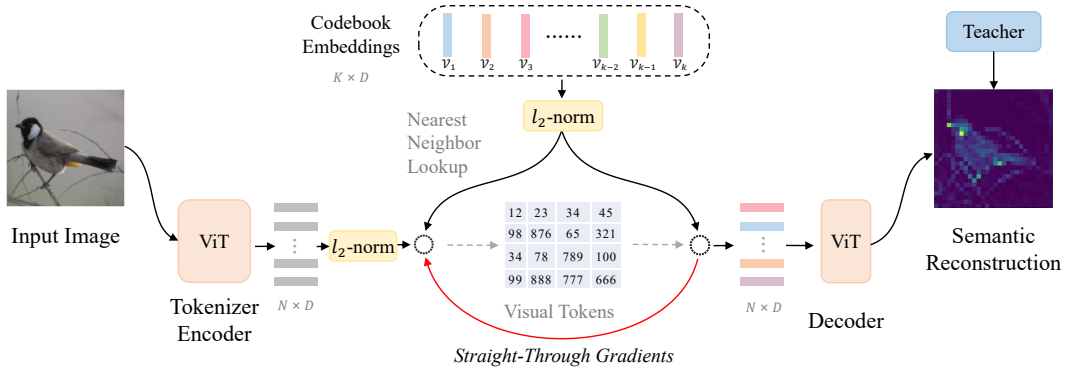 Codebook
Embeddings
K × D
𝒱1 𝒱2 𝒱3 ...... 𝒱k−2 𝒱k−1 𝒱k
Teacher
l2-norm
Nearest
Neighbor
Lookup
Input Image
ViT
l2-norm
12 23 34 45
98 876 65 321
34 78 789 100
99 888 777 666
ViT
Semantic
Reconstruction
Tokenizer
Encoder
N × D
Visual Tokens
N × D
Decoder
Straight-Through Gradients